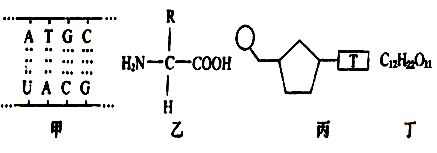 A T G C
U A C G
甲
R
H₂N—C—COOH
H
乙
T
丙
C₁₂H₂₂O₁₁
丁